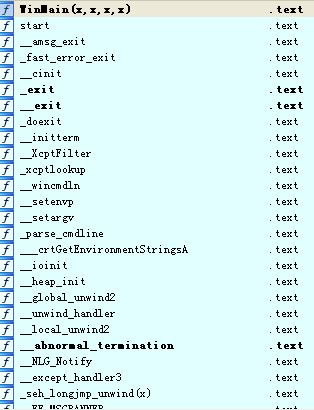 f WinMain(x,x,x,x) .text
f start .text
f __amsg_exit .text
f _fast_error_exit .text
f __cinit .text
f _exit .text
f __exit .text
f _doexit .text
f __initterm .text
f __XcptFilter .text
f _xcptlookup .text
f __wincmdln .text
f __setenvp .text
f __setargv .text
f _parse_cmdline .text
f ___crtGetEnvironmentStringsA .text
f __ioinit .text
f __heap_init .text
f __global_unwind2 .text
f __unwind_handler .text
f __local_unwind2 .text
f __abnormal_termination .text
f __NLG_Notify .text
f __except_handler3 .text
f _seh_longjmp_unwind(x) .text
f .text